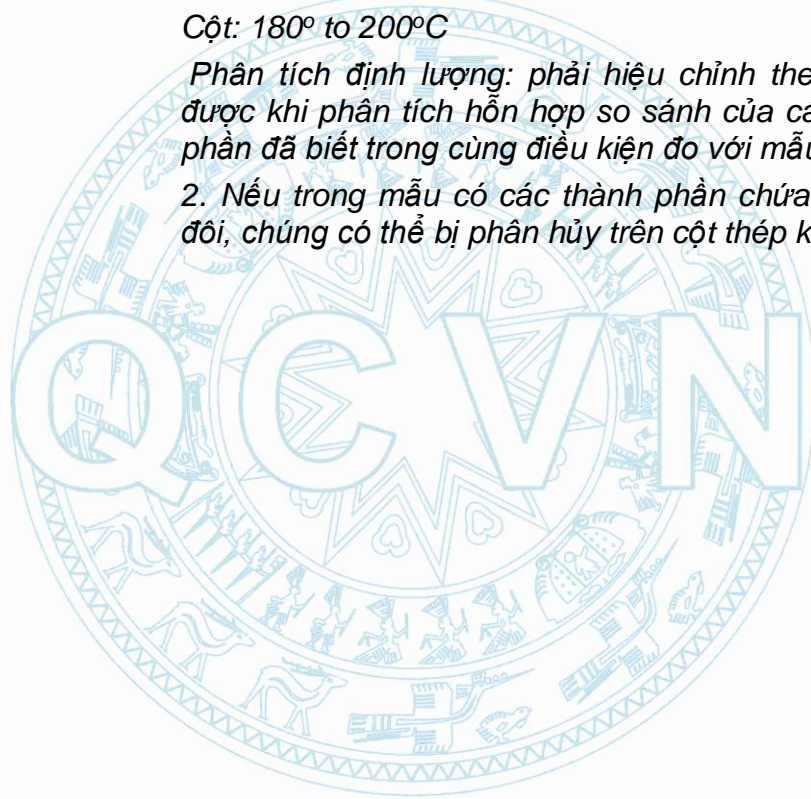 Cột: 180º to 200ºC
Phân tích định lượng: phải hiệu chỉnh the
được khi phân tích hỗn hợp so sánh của
phần đã biết trong cùng điều kiện đo với mẫu
2. Nếu trong mẫu có các thành phần chứa
đôi, chúng có thể bị phân hủy trên cột thép k
QCVN